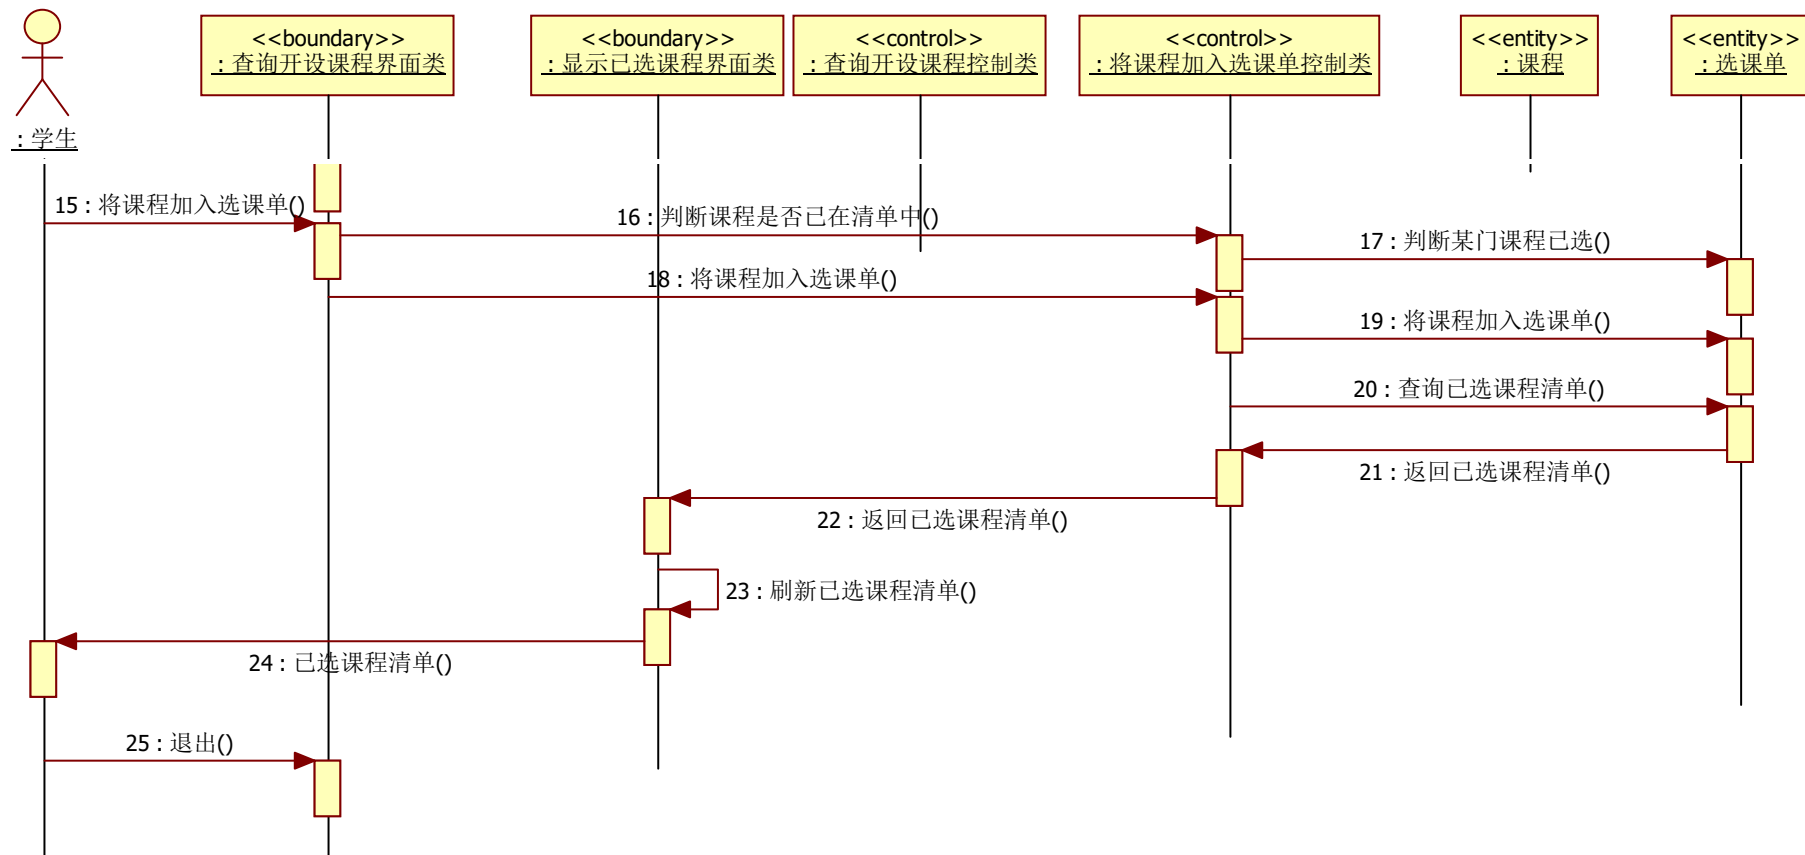 <<boundary>>
: 查询开设课程界面类
<<boundary>>
: 显示已选课程界面类
<<control>>
: 查询开设课程控制类
<<control>>
: 将课程加入选课单控制类
<<entity>>
: 课程
<<entity>>
: 选课单
: 学生
15 : 将课程加入选课单()
16 : 判断课程是否已在清单中()
17 : 判断某门课程已选()
18 : 将课程加入选课单()
19 : 将课程加入选课单()
20 : 查询已选课程清单()
21 : 返回已选课程清单()
22 : 返回已选课程清单()
23 : 刷新已选课程清单()
24 : 已选课程清单()
25 : 退出()